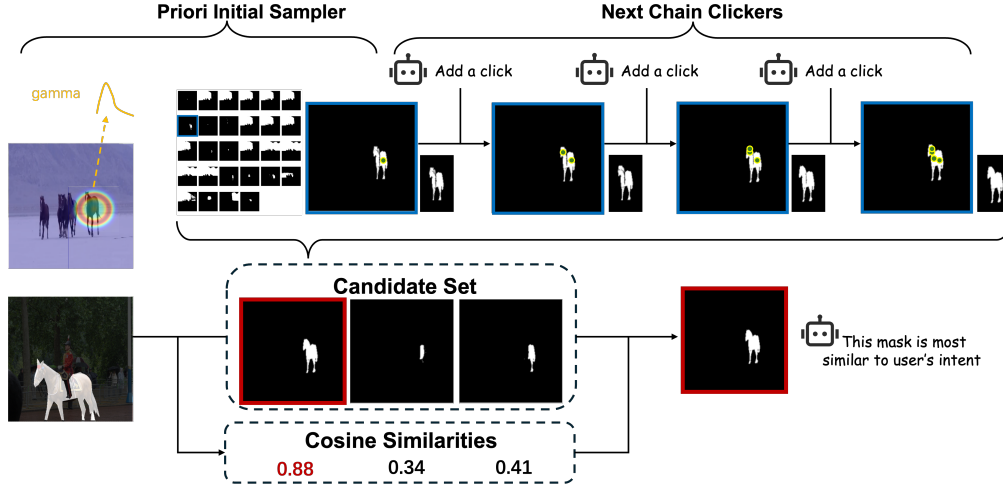 Priori Initial Sampler
Next Chain Clickers
Add a click
Add a click
Add a click
gamma
Candidate Set
This mask is most
similar to user's intent
Cosine Similarities
0.88
0.34
0.41